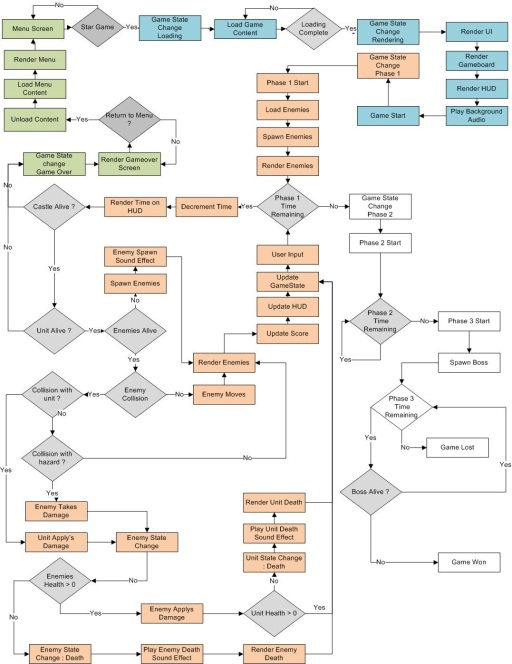 No
No
Menu Screen
Star Game
Yes
Game State
Change
Loading
Load Game
Content
Loading
Complete
Yes
Game State
Change
Rendering
Render UI
Render Menu
Game State
Change
Phase 1
Render
Gameboard
Phase 1 Start
Load Menu
Content
Render HUD
Load Enemies
Unload Content
Yes
Return to Menu
?
Game Start
Play Background
Audio
Spawn Enemies
No
Game State
change
Game Over
Render Gameover
Screen
Render Enemies
No
Castle Alive ?
Render Time on
HUD
Decrement Time
Yes
Phase 1
Time
Remaining
No
Game State
Change
Phase 2
Phase 2 Start
No
Enemy Spawn
Sound Effect
User Input
Yes
Spawn Enemies
Update
GameState
No
Update HUD
Phase 2
Time
Remaining
No
Phase 3 Start
Unit Alive ?
Yes
Enemies Alive
Update Score
Yes
Yes
Render Enemies
Spawn Boss
Collision with
unit ?
Yes
Enemy
Collision
No
Enemy Moves
Phase 3
Time
Remaining
No
Yes
No
Game Lost
Collision with
hazard ?
No
Yes
Yes
Yes
Boss Alive ?
Enemy Takes
Damage
Render Unit Death
Unit Apply's
Damage
Enemy State
Change
Play Unit Death
Sound Effect
Unit State Change
: Death
No
Game Won
Enemies
Health > 0
No
No
No
Yes
Enemy Applys
Damage
Unit Health > 0
Yes
Enemy State
Change : Death
Play Enemy Death
Sound Effect
Render Enemy
Death